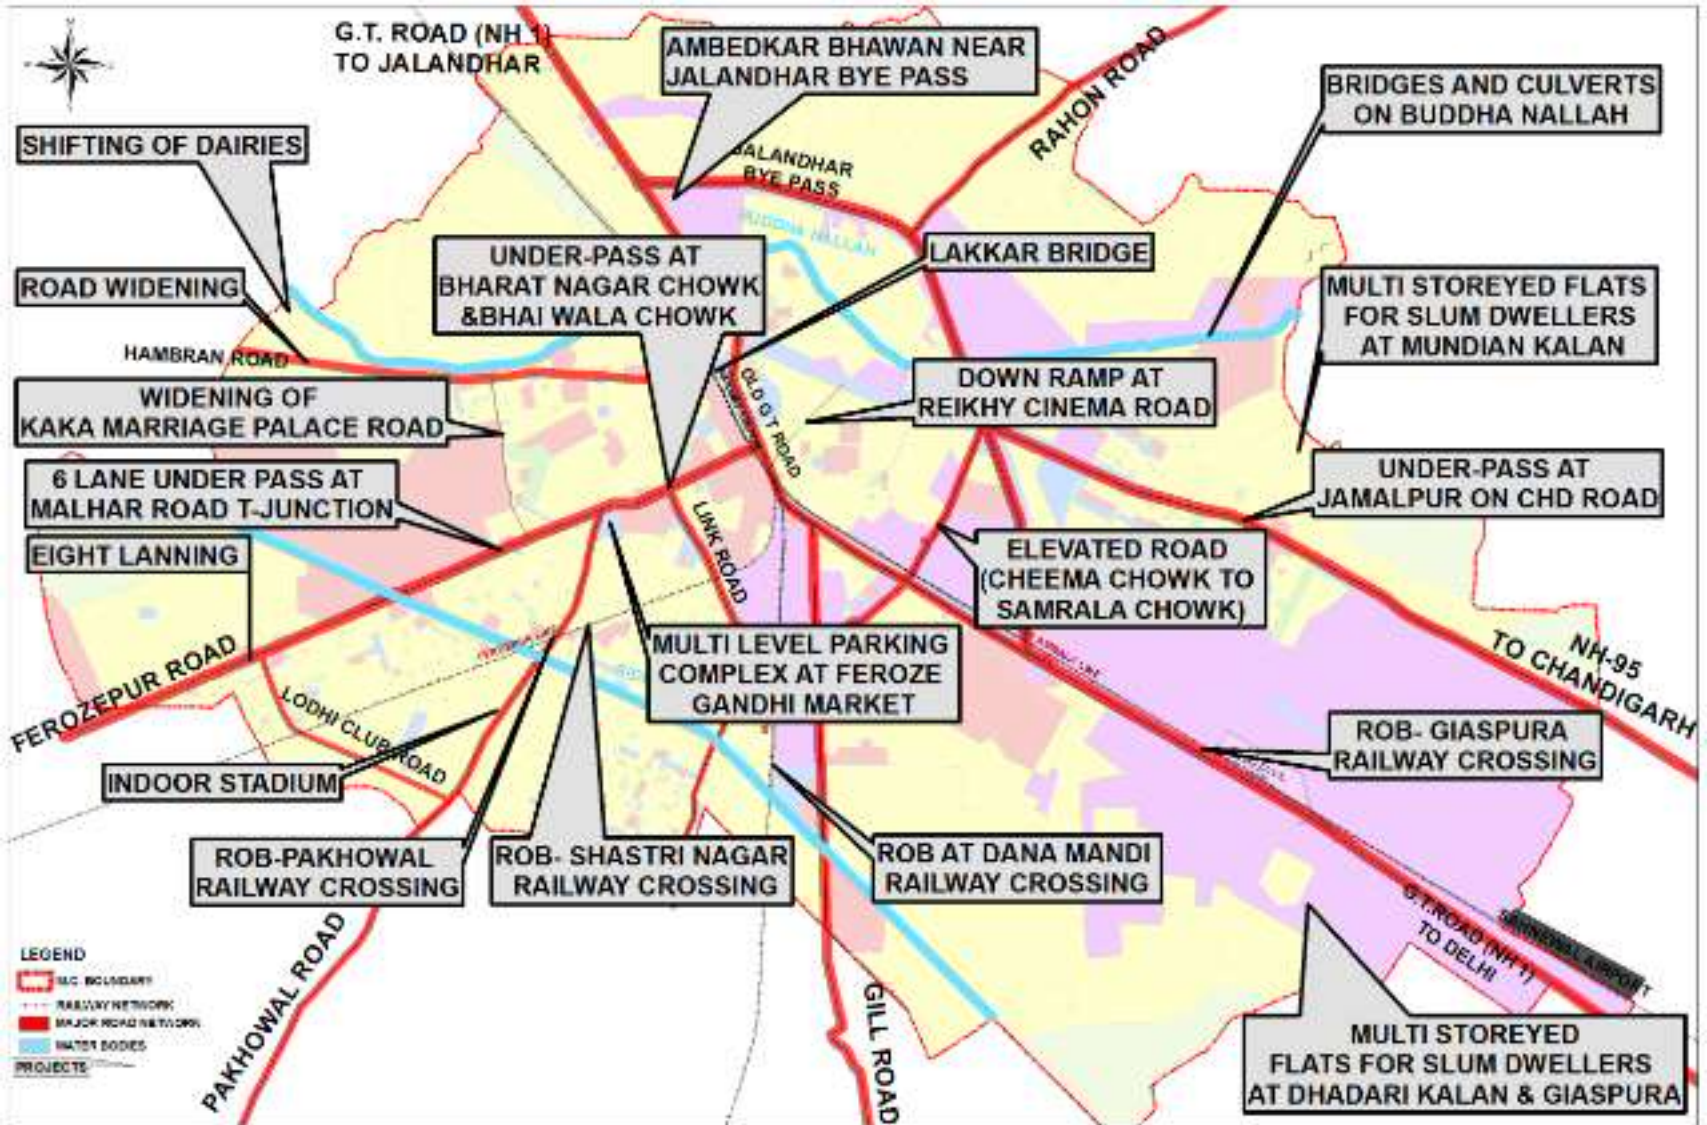 G.T. ROAD (NH 1)
TO JALANDHAR
AMBEDKAR BHAWAN NEAR
JALANDHAR BYE PASS
RAHON ROAD
BRIDGES AND CULVERTS
ON BUDDHA NALLAH
SHIFTING OF DAIRIES
JALANDHAR
BYE PASS
BUDDHA NALLAH
UNDER-PASS AT
BHARAT NAGAR CHOWK
&BHAI WALA CHOWK
LAKKAR BRIDGE
ROAD WIDENING
MULTI STOREYED FLATS
FOR SLUM DWELLERS
AT MUNDIAN KALAN
HAMBRAN ROAD
WIDENING OF
KAKA MARRIAGE PALACE ROAD
OLD G T ROAD
DOWN RAMP AT
REIKHY CINEMA ROAD
6 LANE UNDER PASS AT
MALHAR ROAD T-JUNCTION
UNDER-PASS AT
JAMALPUR ON CHD ROAD
EIGHT LANNING
LINK ROAD
ELEVATED ROAD
(CHEEMA CHOWK TO
SAMRALA CHOWK)
FEROZEPUR ROAD
MULTI LEVEL PARKING
COMPLEX AT FEROZE
GANDHI MARKET
NH-95
TO CHANDIGARH
LODHI CLUB ROAD
INDOOR STADIUM
ROB- GIASPURA
RAILWAY CROSSING
ROB-PAKHOWAL
RAILWAY CROSSING
ROB- SHASTRI NAGAR
RAILWAY CROSSING
ROB AT DANA MANDI
RAILWAY CROSSING
G.T.ROAD (NH 1)
TO DELHI
AIRPORT
PAKHOWAL ROAD
GILL ROAD
LEGEND
M.C. BOUNDARY
RAILWAY NETWORK
MAJOR ROAD NETWORK
WATER BODIES
PROJECTS
MULTI STOREYED
FLATS FOR SLUM DWELLERS
AT DHADARI KALAN & GIASPURA